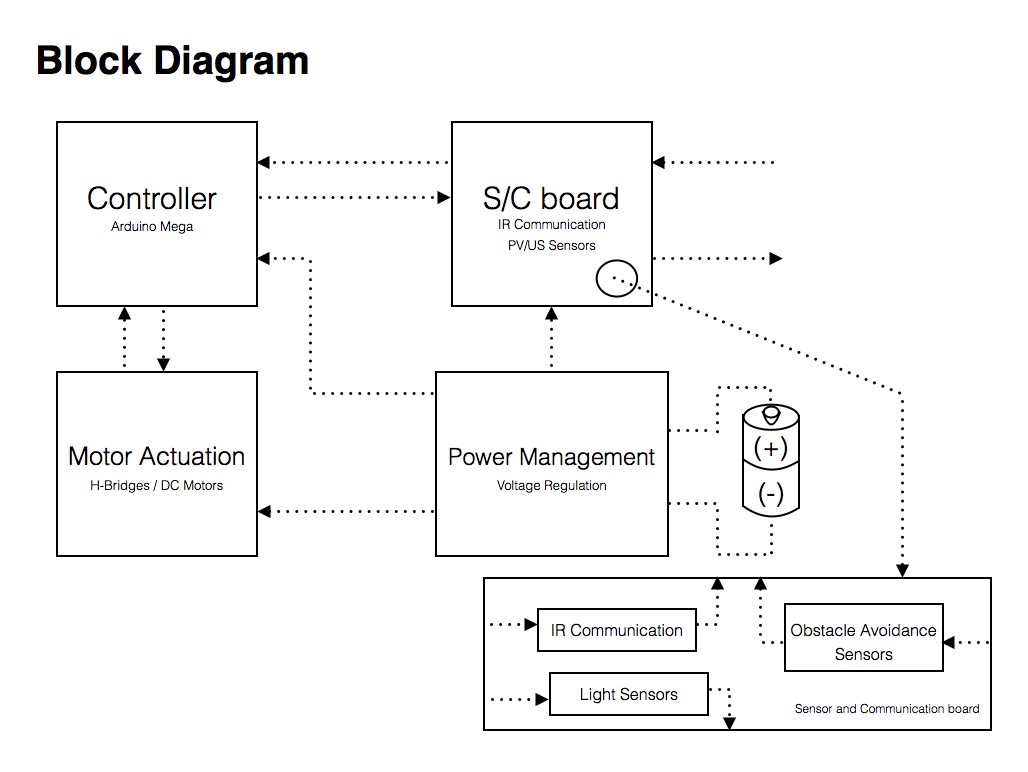 Block Diagram
Controller
Arduino Mega
S/C board
IR Communication
PV/US Sensors
Motor Actuation
H-Bridges / DC Motors
Power Management
Voltage Regulation
(+)
(-)
IR Communication
Obstacle Avoidance
Sensors
Light Sensors
Sensor and Communication board